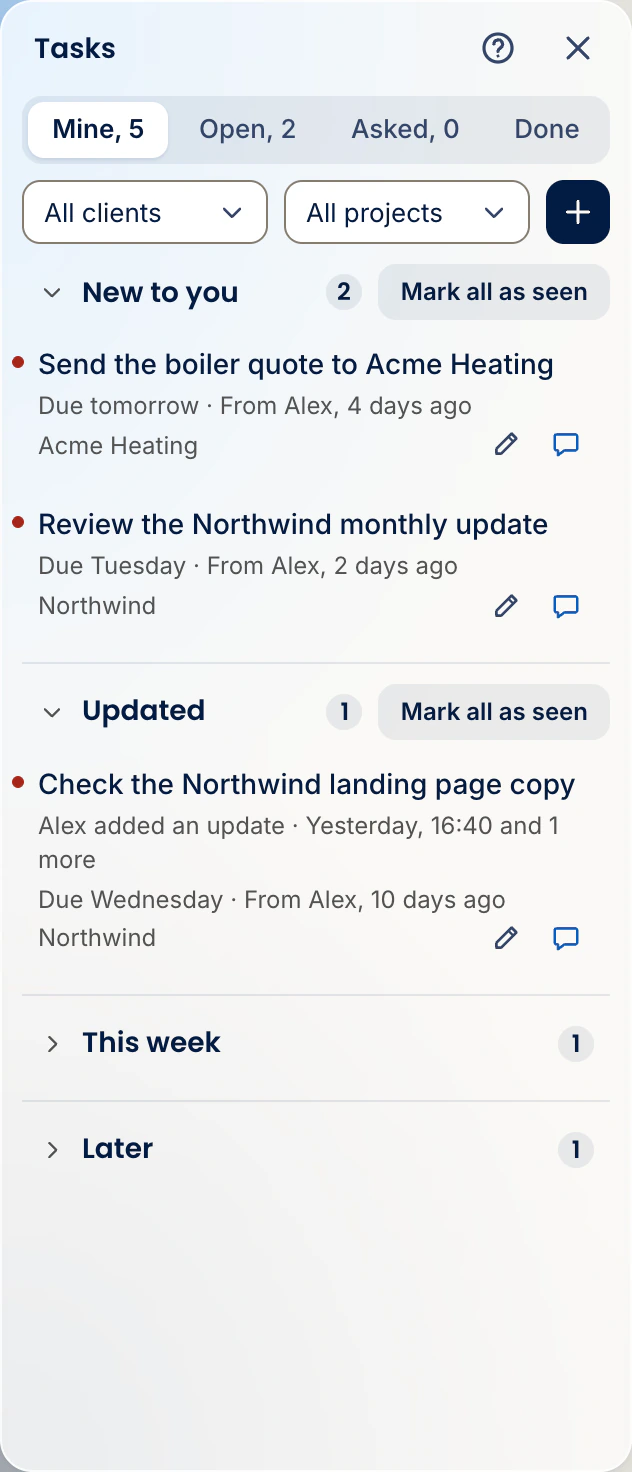 Tasks
Mine, 5
Open, 2
Asked, 0
Done
All clients
All projects
New to you
2
Mark all as seen
Send the boiler quote to Acme Heating
Due tomorrow · From Alex, 4 days ago
Acme Heating
Review the Northwind monthly update
Due Tuesday · From Alex, 2 days ago
Northwind
Updated
1
Mark all as seen
Check the Northwind landing page copy
Alex added an update · Yesterday, 16:40 and 1
more
Due Wednesday · From Alex, 10 days ago
Northwind
This week
1
Later
1